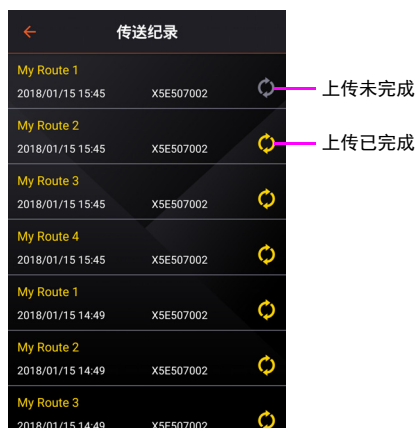 传送纪录
My Route 1
2018/01/15 15:45 X5E507002
上传未完成
My Route 2
2018/01/15 15:45 X5E507002
上传已完成
My Route 3
2018/01/15 15:45 X5E507002
My Route 4
2018/01/15 15:45 X5E507002
My Route 1
2018/01/15 14:49 X5E507002
My Route 2
2018/01/15 14:49 X5E507002
My Route 3
2018/01/15 14:49 X5E507002